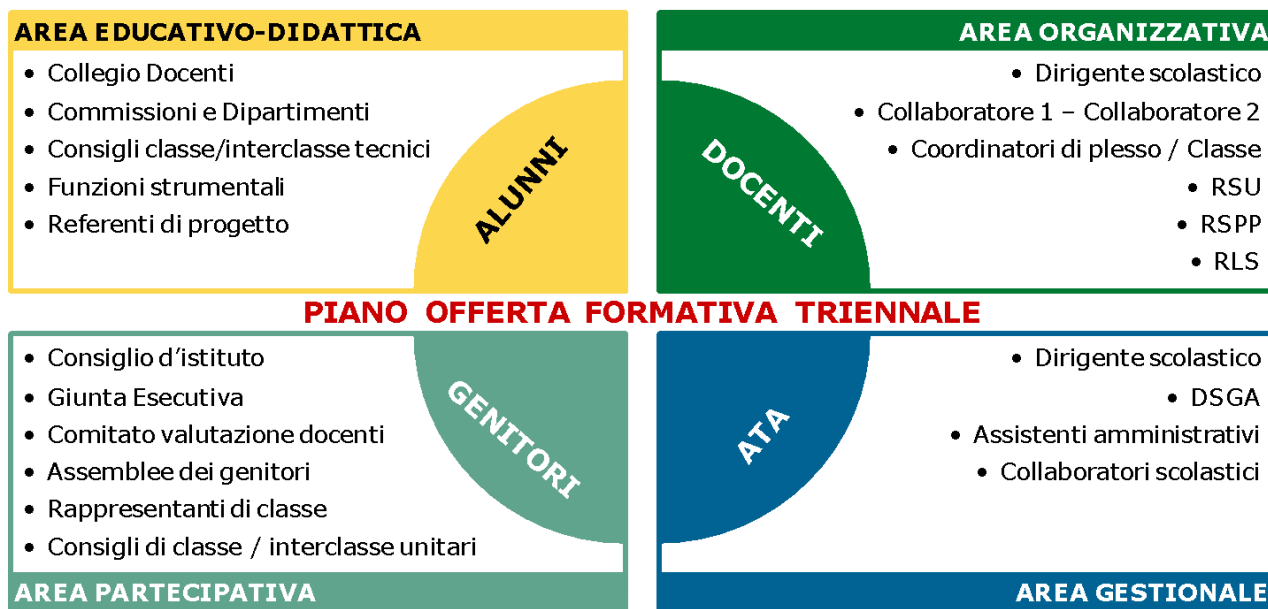 AREA EDUCATIVO-DIDATTICA
• Collegio Docenti
• Commissioni e Dipartimenti
• Consigli classe/interclasse tecnici
• Funzioni strumentali
• Referenti di progetto
ALUNNI
AREA ORGANIZZATIVA
• Dirigente scolastico
• Collaboratore 1 – Collaboratore 2
• Coordinatori di plesso / Classe
• RSU
• RSPP
• RLS
DOCENTI
PIANO OFFERTA FORMATIVA TRIENNALE
• Consiglio d’istituto
• Giunta Esecutiva
• Comitato valutazione docenti
• Assemblee dei genitori
• Rappresentanti di classe
• Consigli di classe / interclasse unitari
GENITORI
AREA PARTECIPATIVA
• Dirigente scolastico
• DSGA
• Assistenti amministrativi
• Collaboratori scolastici
ATA
AREA GESTIONALE